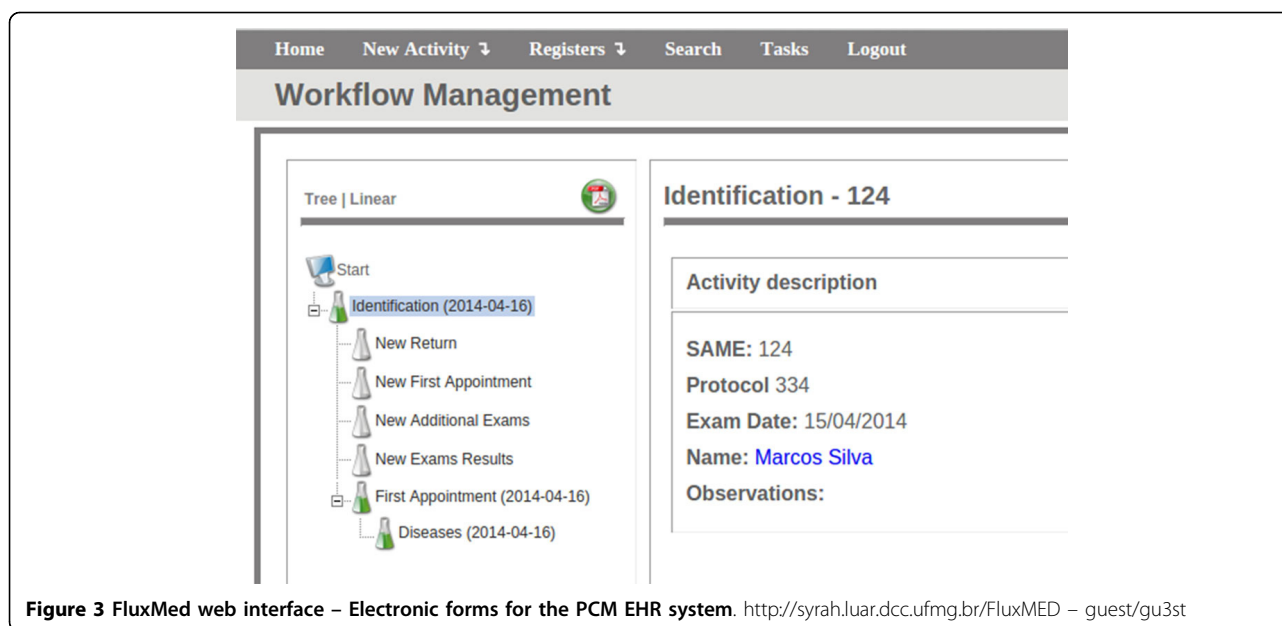 Home New Activity ↴ Registers ↴ Search Tasks Logout
Workflow Management
Tree | Linear
Start
Identification (2014-04-16)
New Return
New First Appointment
New Additional Exams
New Exams Results
First Appointment (2014-04-16)
Diseases (2014-04-16)
Identification - 124
Activity description
SAME: 124
Protocol 334
Exam Date: 15/04/2014
Name: Marcos Silva
Observations:
Figure 3 FluxMed web interface – Electronic forms for the PCM EHR system. http://syrah.luar.dcc.ufmg.br/FluxMED – guest/gu3st